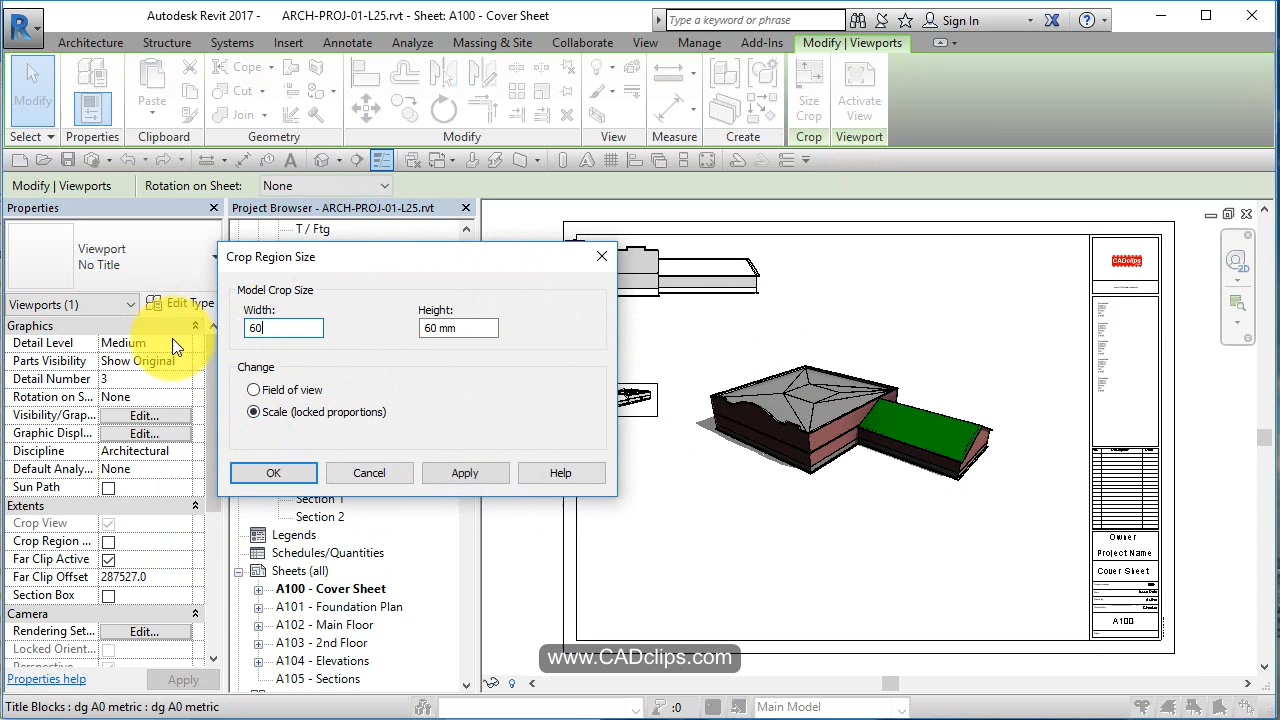 Autodesk Revit 2017 -    ARCH-PROJ-01-L25.rvt - Sheet: A100 - Cover Sheet
Type a keyword or phrase
Sign In
Architecture Structure Systems Insert Annotate Analyze Massing & Site Collaborate View Manage Add-Ins Modify | Viewports
Cope
Cut
Join
Modify
Paste
Size Crop
Activate View
Select Properties Clipboard Geometry Modify View Measure Create Crop Viewport
Modify | Viewports Rotation on Sheet: None
Properties
Project Browser - ARCH-PROJ-01-L25.rvt
Viewport
No Title
Viewports (1) Edit Type
Graphics
Detail Level Medium
Parts Visibility Show Original
Detail Number 3
Rotation on S... None
Visibility/Grap... Edit...
Graphic Displ... Edit...
Discipline Architectural
Default Analy... None
Sun Path
Extents
Crop View
Crop Region ...
Far Clip Active
Far Clip Offset 287527.0
Section Box
Camera
Rendering Set... Edit...
Locked Orient...
Properties help Apply
T / Ftg
Crop Region Size
Model Crop Size
Width: Height:
60 60 mm
Change
Field of view
Scale (locked proportions)
OK Cancel Apply Help
Section 1
Section 2
Legends
Schedules/Quantities
Sheets (all)
A100 - Cover Sheet
A101 - Foundation Plan
A102 - Main Floor
A103 - 2nd Floor
A104 - Elevations
A105 - Sections
CADclips
Owner
Project Name
Cover Sheet
A100
2D
www.CADclips.com
Title Blocks : dg A0 metric : dg A0 metric
:0
Main Model